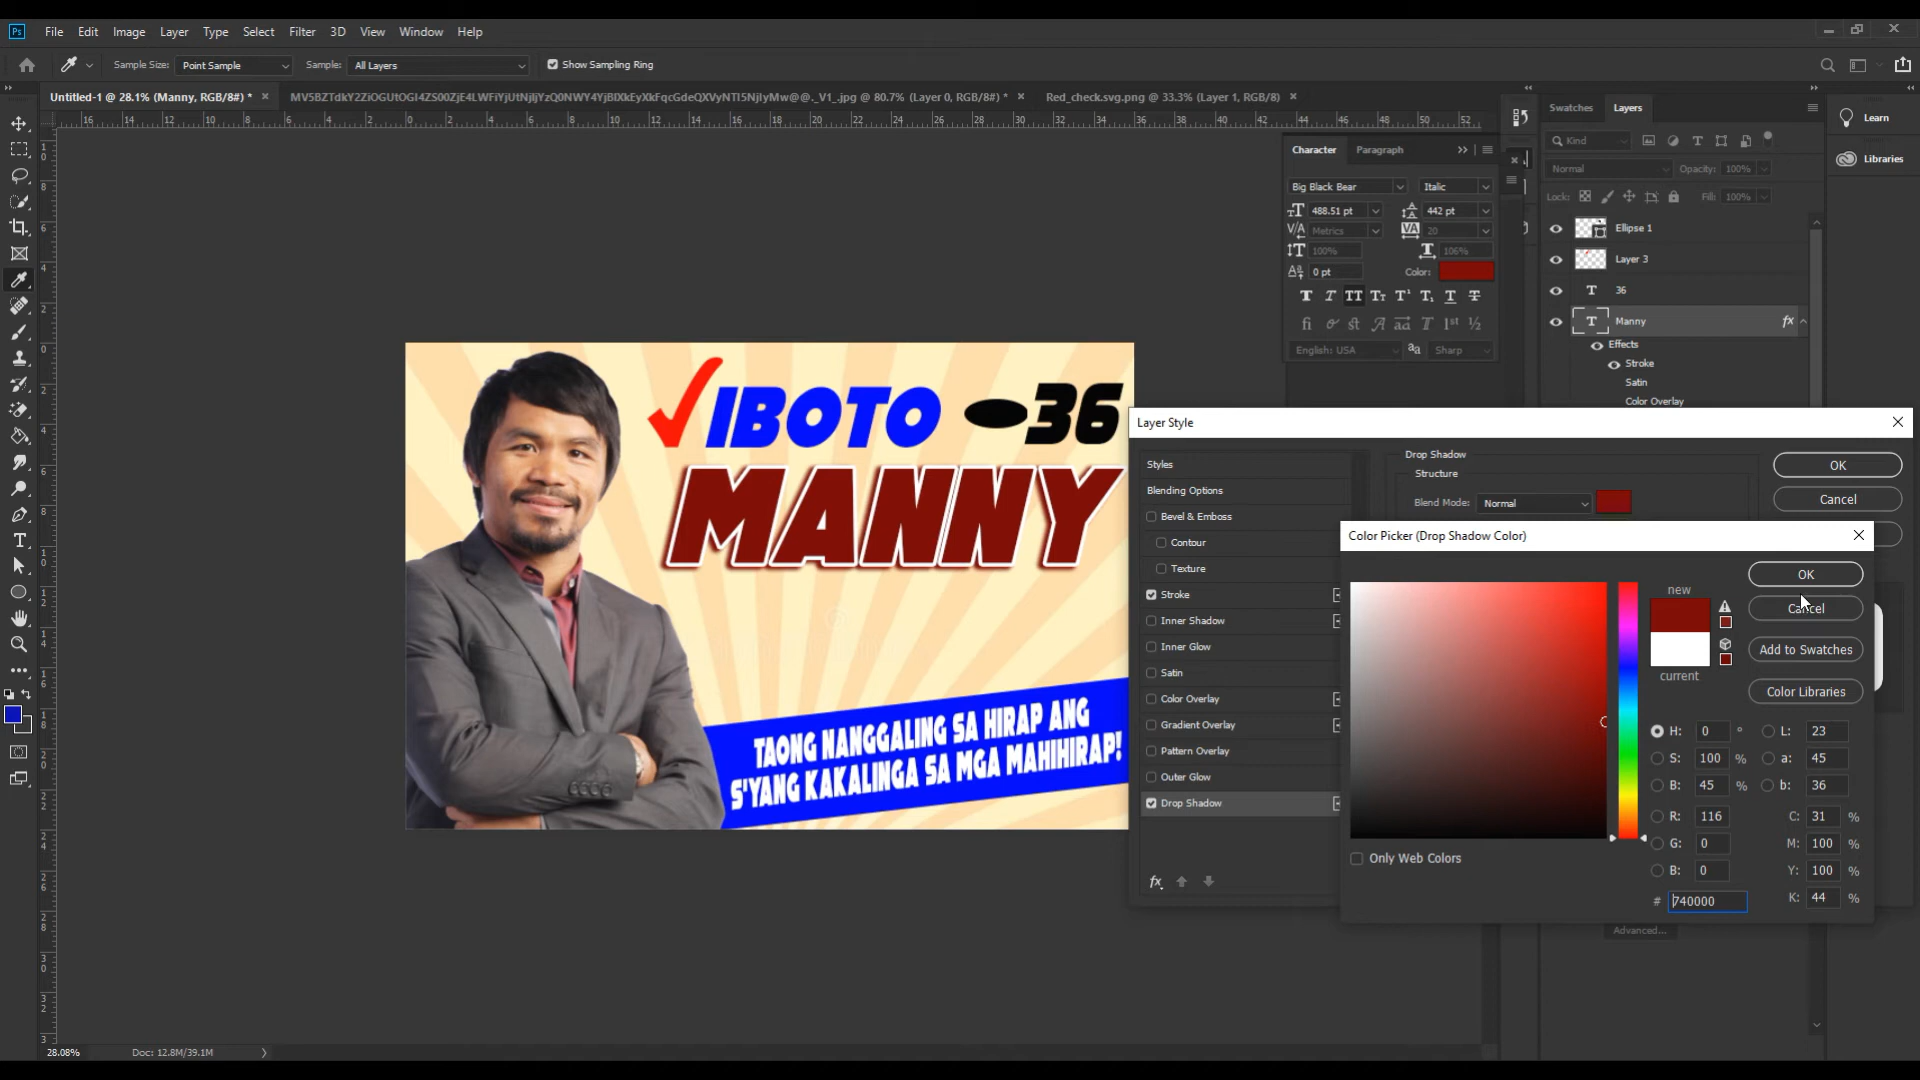 Ps File Edit Image Layer Type Select Filter 3D View Window Help
Sample Size: Point Sample Sample: All Layers Show Sampling Ring
Untitled-1 @ 28.1% (Manny, RGB/8#) *
(Layer 0, RGB/8#) *
Red_check.svg.png @ 33.3% (Layer 1, RGB/8)
Swatches Layers
Learn
Libraries
Character Paragraph
Big Black Bear Italic
488.51 pt 442 pt
Metrics 20
100% 106%
0 pt Color:
English: USA Sharp
Kind
Normal Opacity: 100%
Lock: Fill: 100%
Ellipse 1
Layer 3
36
Manny fx
Effects
Stroke
Satin
Color Overlay
IBOTO 36
MANNY
TAONG NANGGALING SA HIRAP ANG
S'YANG KAKALINGA SA MGA MAHIHIRAP!
Layer Style
Styles
Blending Options
Bevel & Emboss
Contour
Texture
Stroke
Inner Shadow
Inner Glow
Satin
Color Overlay
Gradient Overlay
Pattern Overlay
Outer Glow
Drop Shadow
fx
Drop Shadow
Structure
Blend Mode: Normal
OK
Cancel
Color Picker (Drop Shadow Color)
new
current
OK
Cancel
Add to Swatches
Color Libraries
H: 0 ° L: 23
S: 100 % a: 45
B: 45 % b: 36
R: 116 C: 31 %
G: 0 M: 100 %
B: 0 Y: 100 %
# 740000 K: 44 %
Only Web Colors
Advanced...
28.08% Doc: 12.8M/39.1M